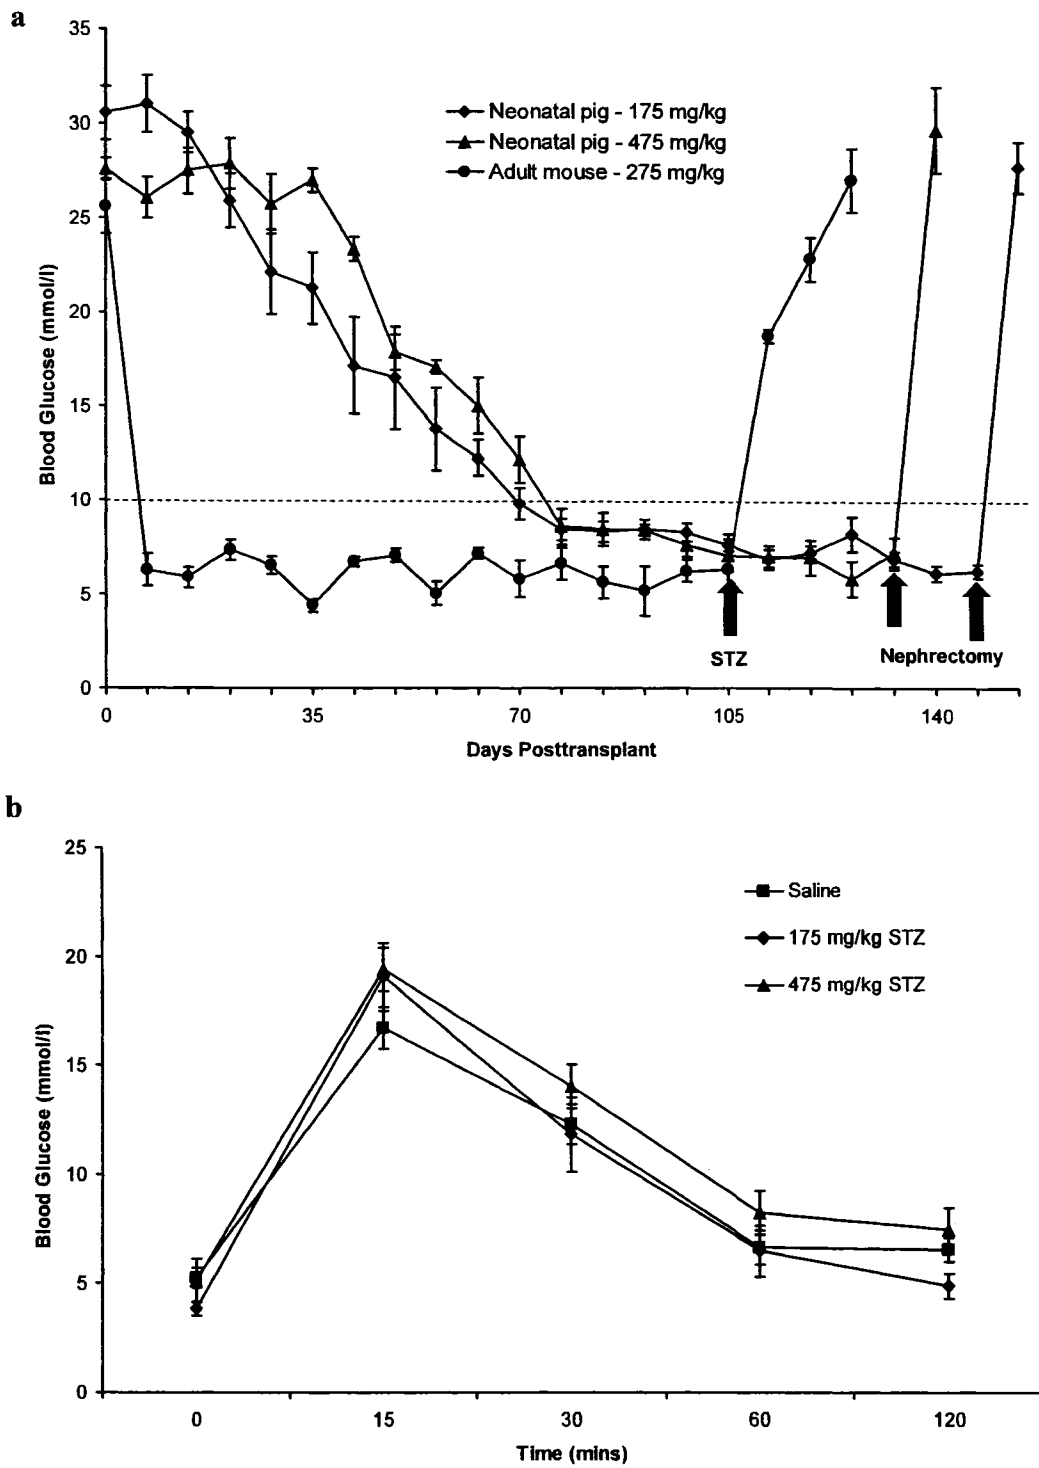 a
35
30
25
20
15
10
5
0
Blood Glucose (mmol/l)
Neonatal pig - 175 mg/kg
Neonatal pig - 475 mg/kg
Adult mouse - 275 mg/kg
STZ
Nephrectomy
0 35 70 105 140
Days Posttransplant
b
25
20
15
10
5
0
Blood Glucose (mmol/l)
Saline
175 mg/kg STZ
475 mg/kg STZ
0 15 30 60 120
Time (mins)